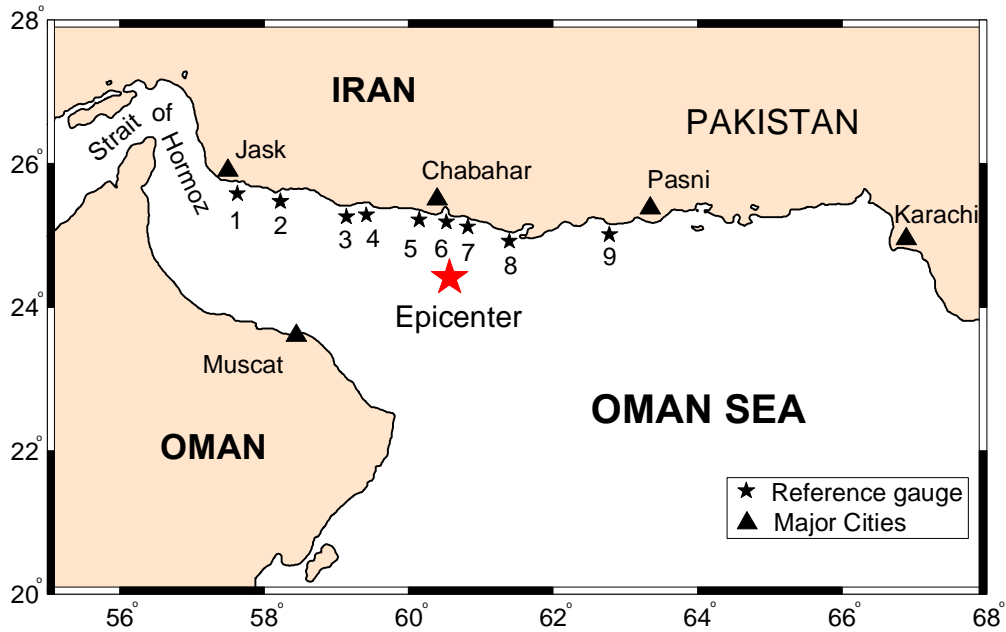 28°
IRAN
Strait of
Hormoz
PAKISTAN
26°
Jask
Chabahar
Pasni
Karachi
1
2
3
4
5
6
7
8
9
24°
Epicenter
Muscat
OMAN SEA
22°
OMAN
Reference gauge
Major Cities
20°
56°
58°
60°
62°
64°
66°
68°